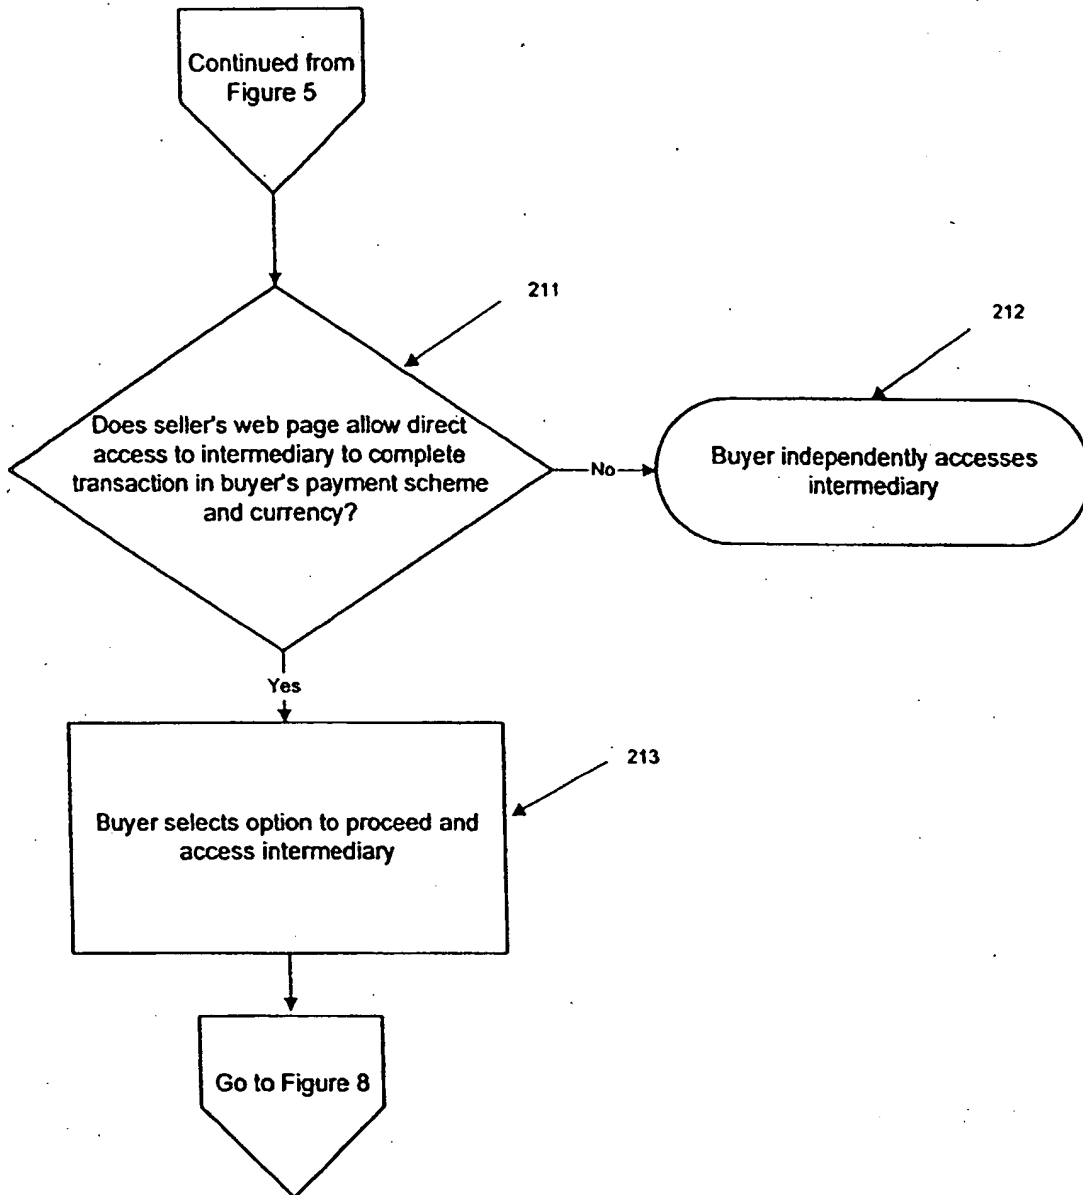 Continued from
Figure 5
211
212
Does seller's web page allow direct
access to intermediary to complete
transaction in buyer's payment scheme
and currency?
No
Buyer independently accesses
intermediary
Yes
213
Buyer selects option to proceed and
access intermediary
Go to Figure 8